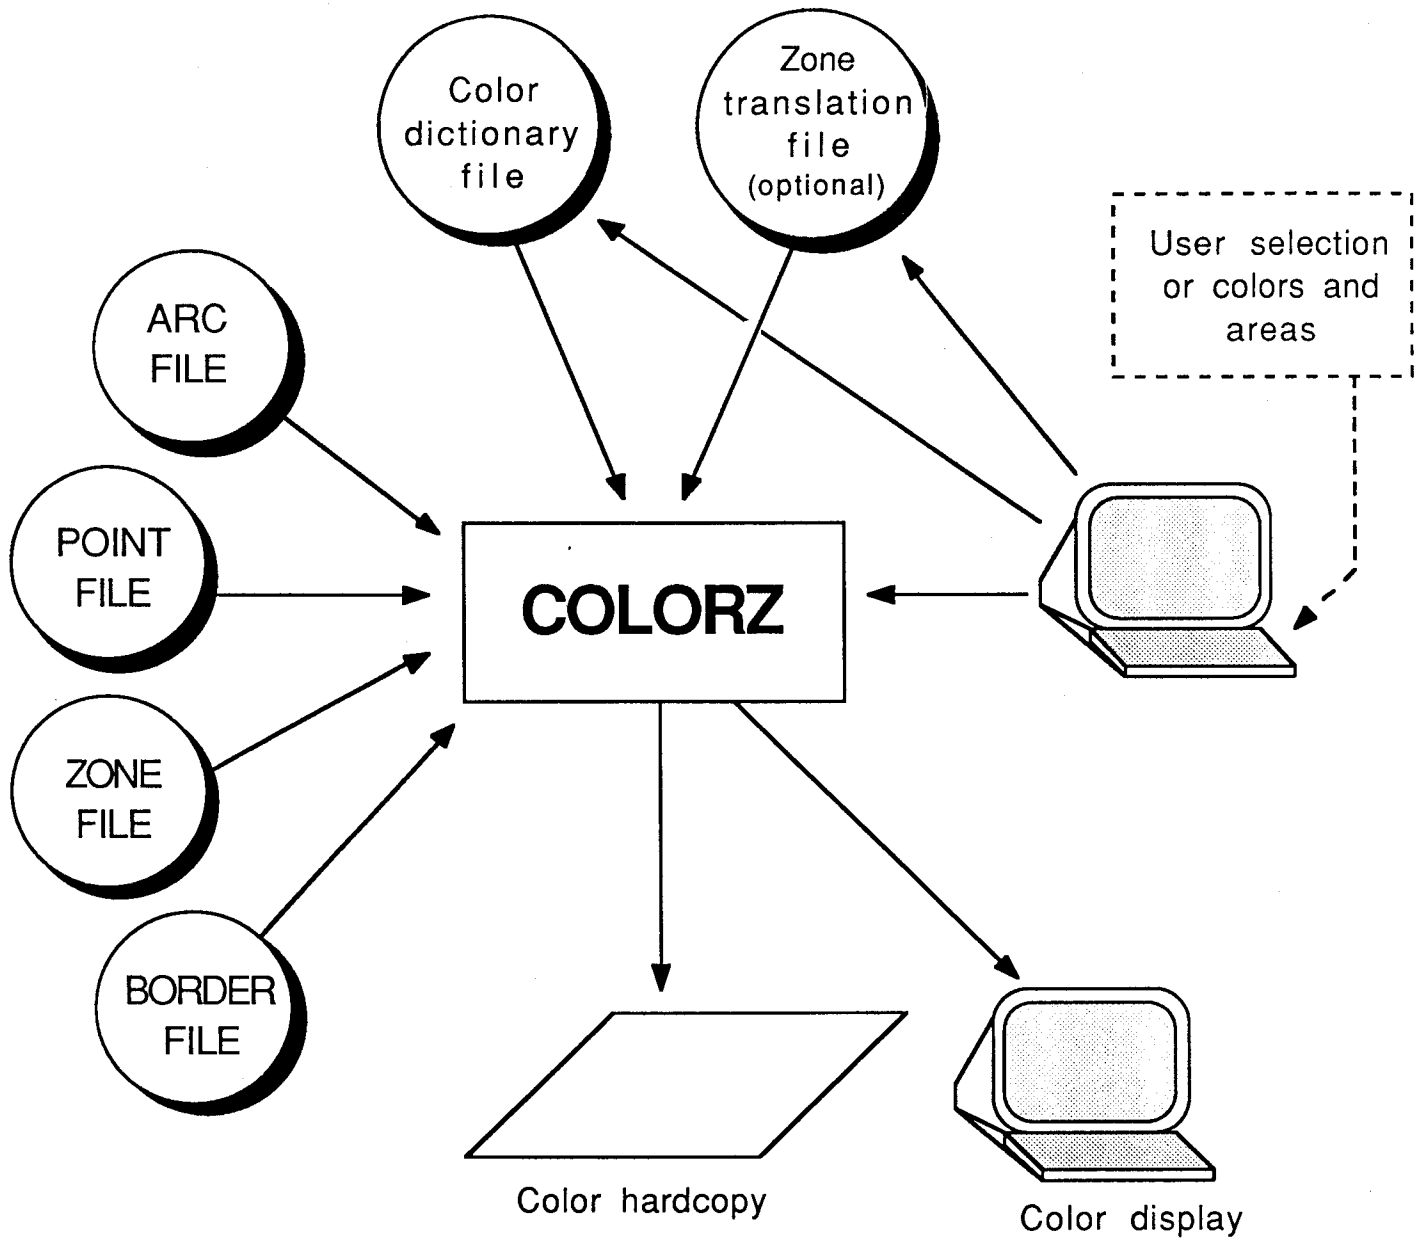 Color
dictionary
file
Zone
translation
file
(optional)
User selection
or colors and
areas
ARC
FILE
POINT
FILE
COLORZ
ZONE
FILE
BORDER
FILE
Color hardcopy
Color display